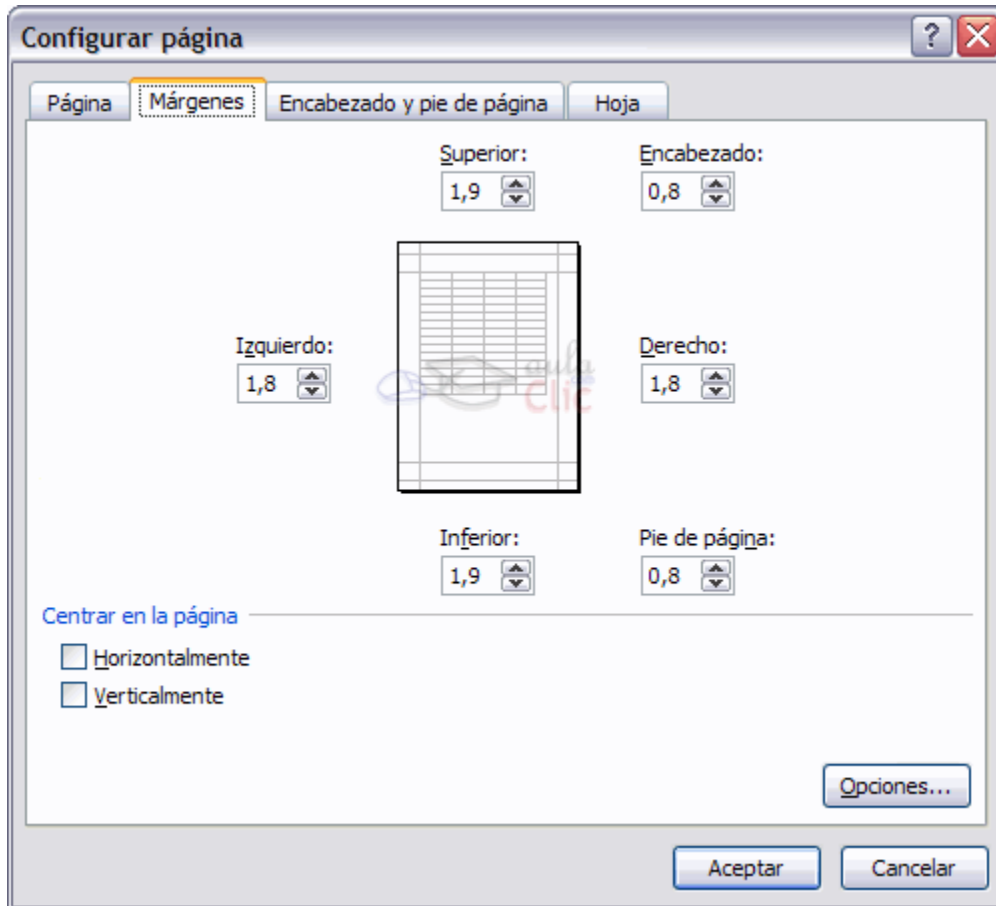 Configurar página
Página Márgenes Encabezado y pie de página Hoja
Superior: Encabezado:
1,9 0,8
Izquierdo: Derecho:
1,8 1,8
aula
Clic
Inferior: Pie de página:
1,9 0,8
Centrar en la página
Horizontalmente
Verticalmente
Opciones...
Aceptar Cancelar